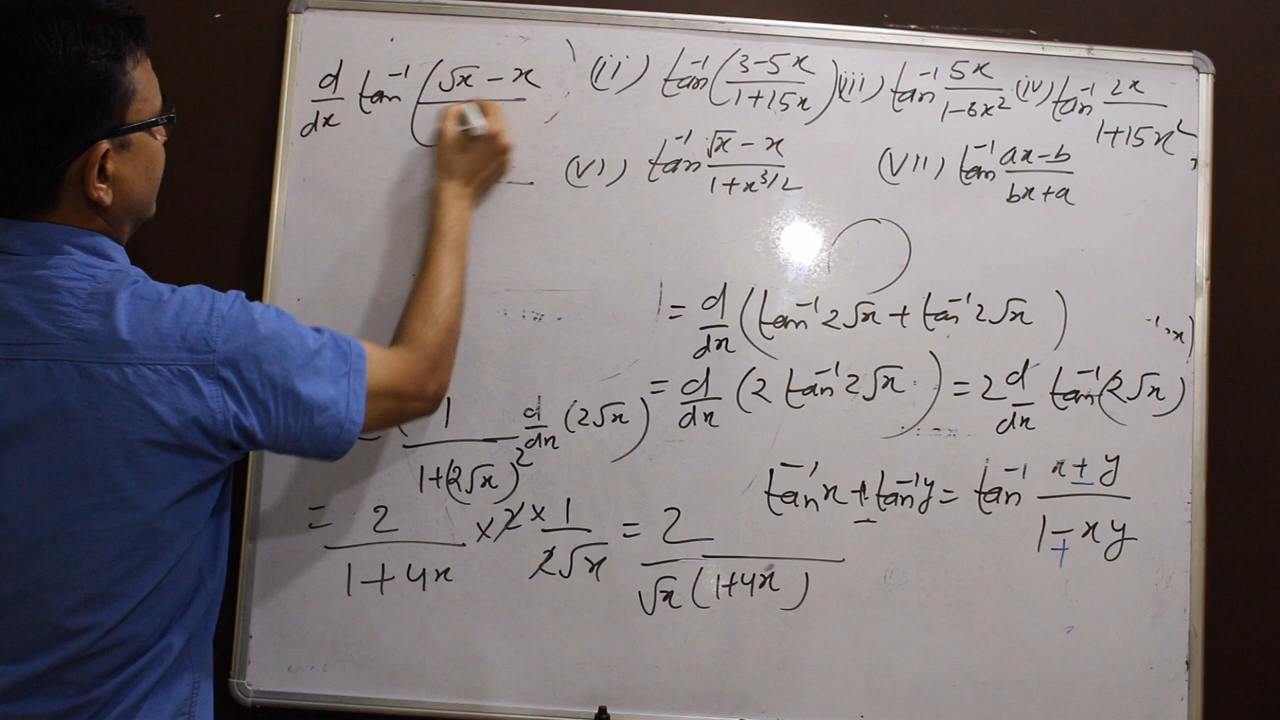 d/dx tan⁻¹(√x − x
(ii) tan⁻¹(3−5x/1+15x) (iii) tan⁻¹ 5x/1−6x² (iv) tan⁻¹ 2x/1+15x²,
(vi) tan⁻¹ √x − x/1+x^3/2 (vii) tan⁻¹ ax−b/bx+a
= d/dx (tan⁻¹2√x + tan⁻¹2√x)
= d/dx (2 tan⁻¹2√x) = 2 d/dx tan⁻¹(2√x)
1/1+(2√x)² d/dx (2√x)
tan⁻¹x ± tan⁻¹y = tan⁻¹ x ± y/1 ∓ xy
= 2/1+4x × 2 × 1/2√x = 2/√x(1+4x)